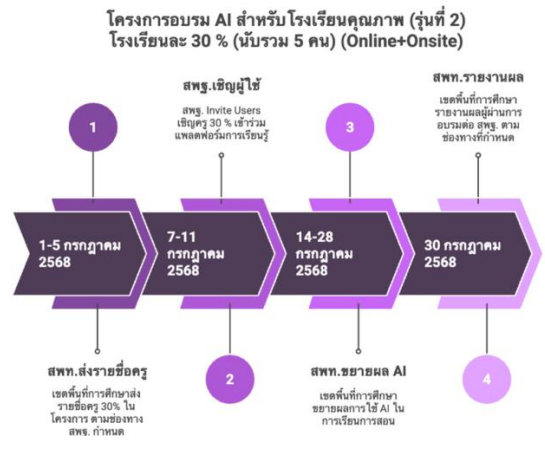 โครงการอบรม AI สำหรับโรงเรียนคุณภาพ (รุ่นที่ 2)
โรงเรียนละ 30 % (นับรวม 5 คน) (Online+Onsite)
1
สพฐ.เชิญผู้ใช้
สพฐ. Invite Users
เชิญครู 30 % เข้าร่วม
แพลตฟอร์มการเรียนรู้
3
สพท.รายงานผล
เขตพื้นที่การศึกษา
รายงานผลผู้ผ่านการ
อบรมต่อ สพฐ. ตาม
ช่องทางที่กำหนด
1-5 กรกฎาคม
2568
7-11
กรกฎาคม
2568
14-28
กรกฎาคม
2568
30 กรกฎาคม
2568
สพท.ส่งรายชื่อครู
เขตพื้นที่การศึกษาส่ง
รายชื่อครู 30% ใน
โครงการ ตามช่องทาง
สพฐ. กำหนด
2
สพท.ขยายผล AI
เขตพื้นที่การศึกษา
ขยายผลการใช้ AI ใน
การเรียนการสอน
4